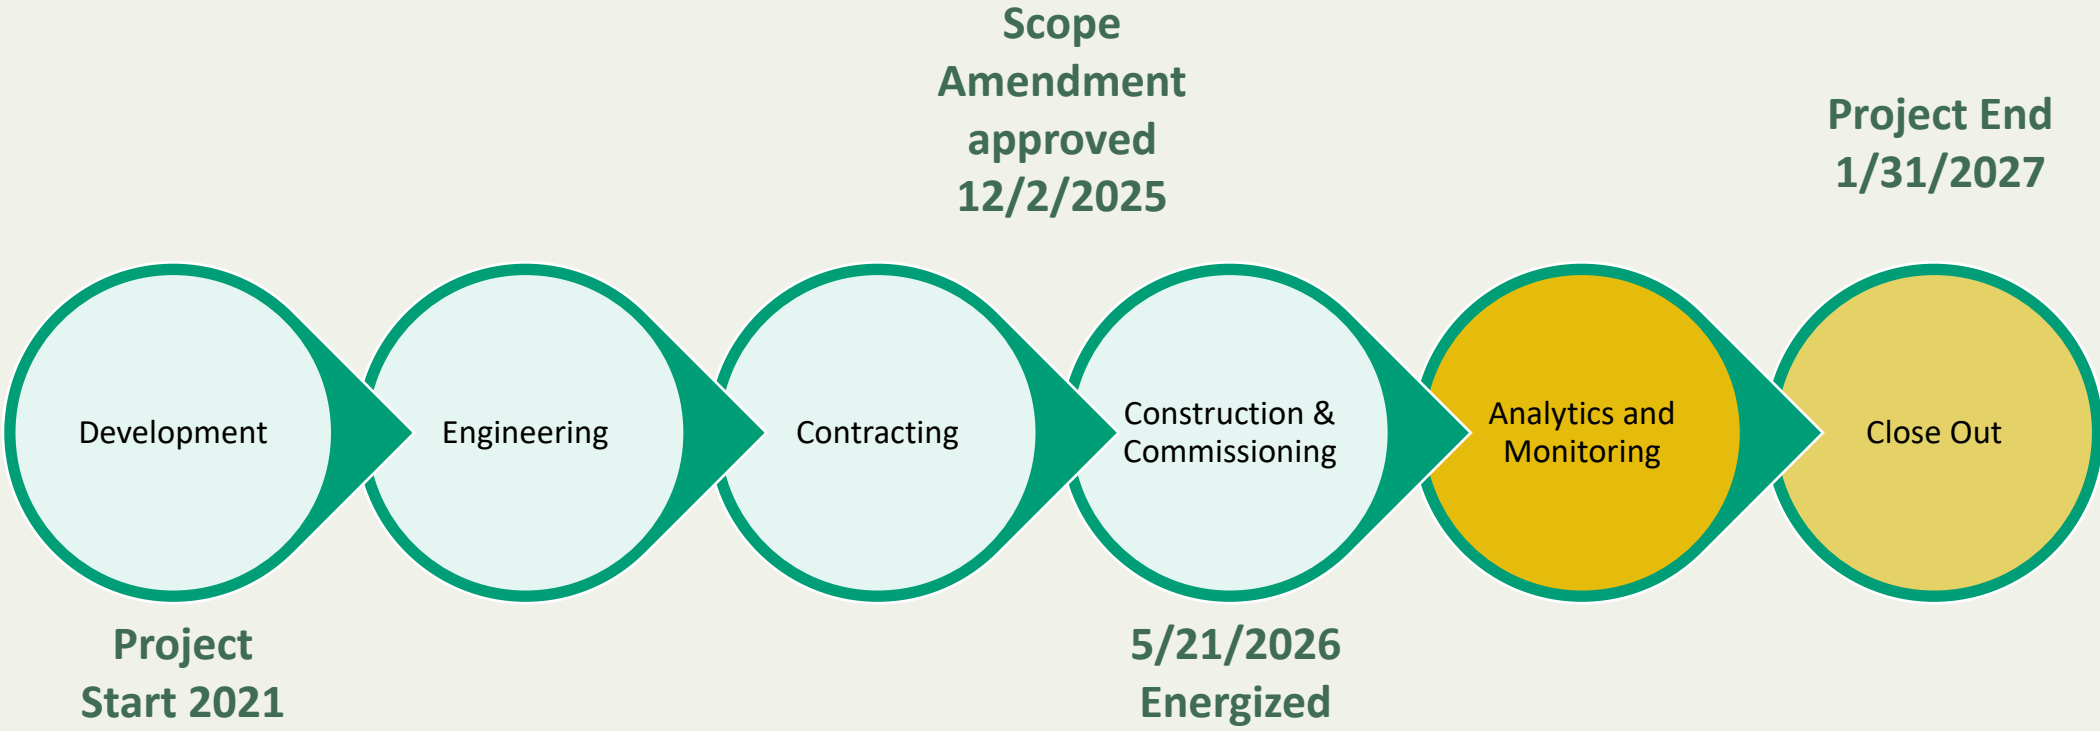 Scope
Amendment
approved
12/2/2025
Project End
1/31/2027
Development
Engineering
Contracting
Construction &
Commissioning
Analytics and
Monitoring
Close Out
Project
Start 2021
5/21/2026
Energized